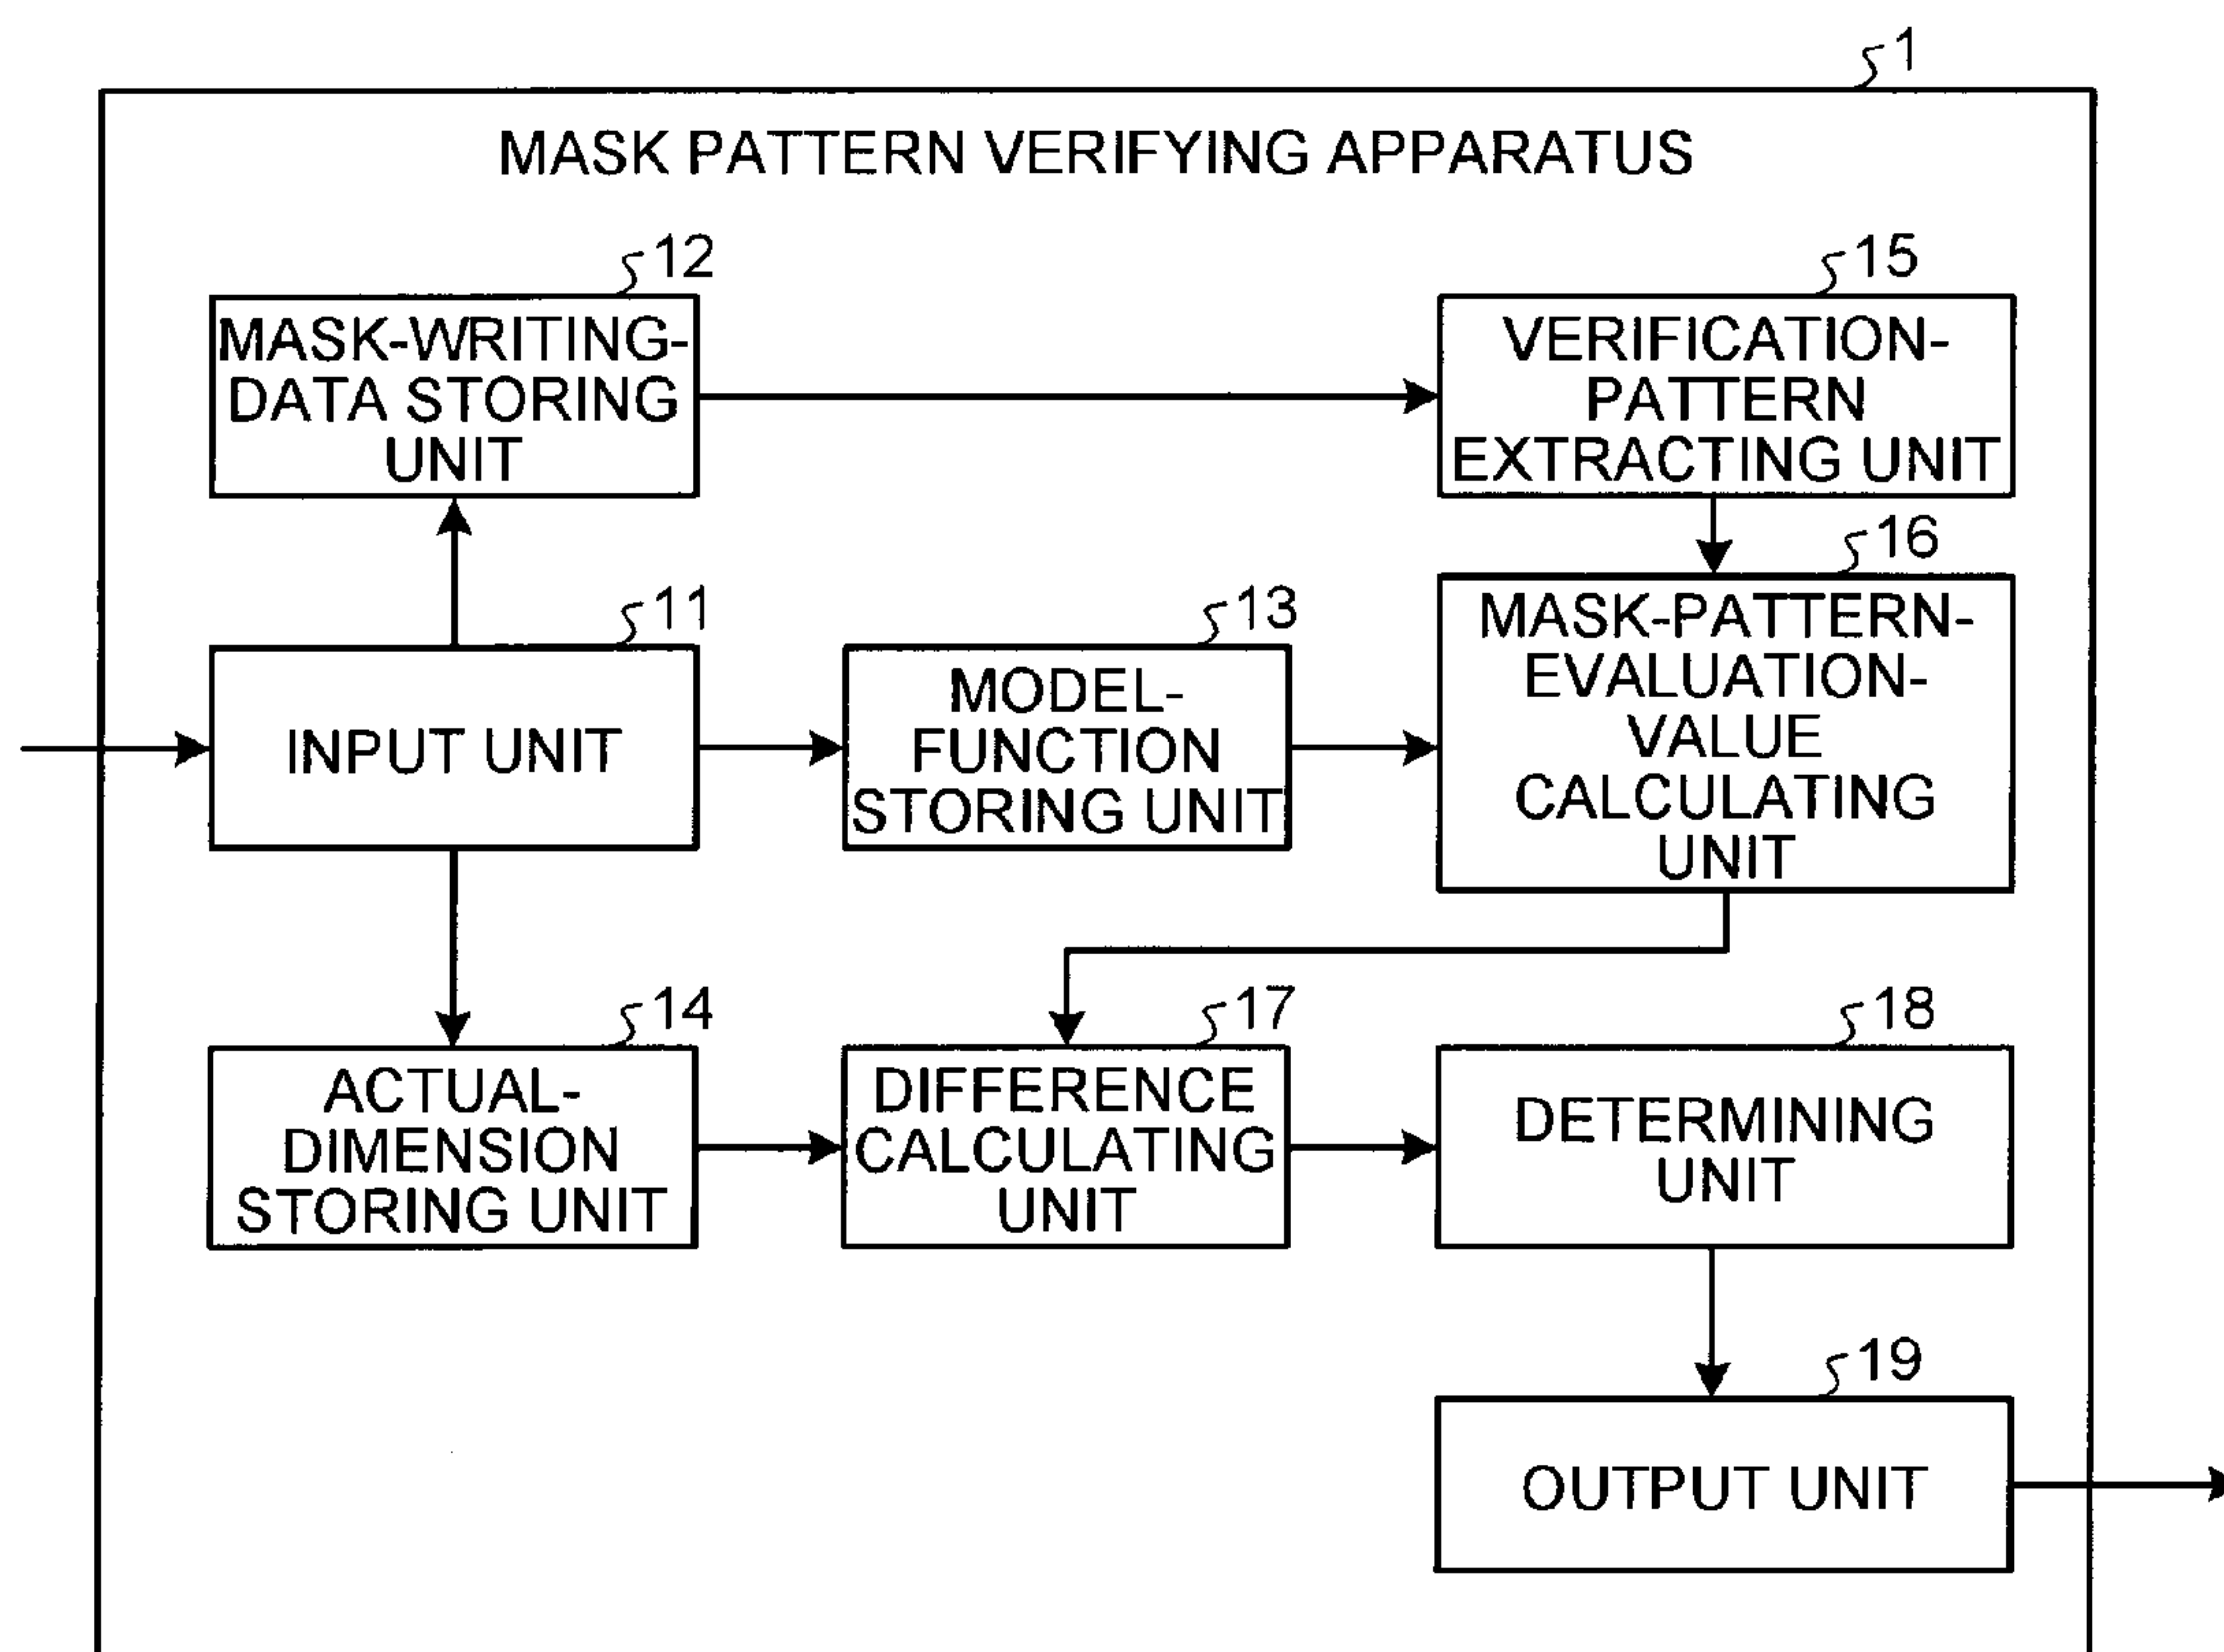 1
MASK PATTERN VERIFYING APPARATUS
12
MASK-WRITING-
DATA STORING
UNIT
15
VERIFICATION-
PATTERN
EXTRACTING UNIT
11
INPUT UNIT
13
MODEL-
FUNCTION
STORING UNIT
16
MASK-PATTERN-
EVALUATION-
VALUE
CALCULATING
UNIT
14
ACTUAL-
DIMENSION
STORING UNIT
17
DIFFERENCE
CALCULATING
UNIT
18
DETERMINING
UNIT
19
OUTPUT UNIT